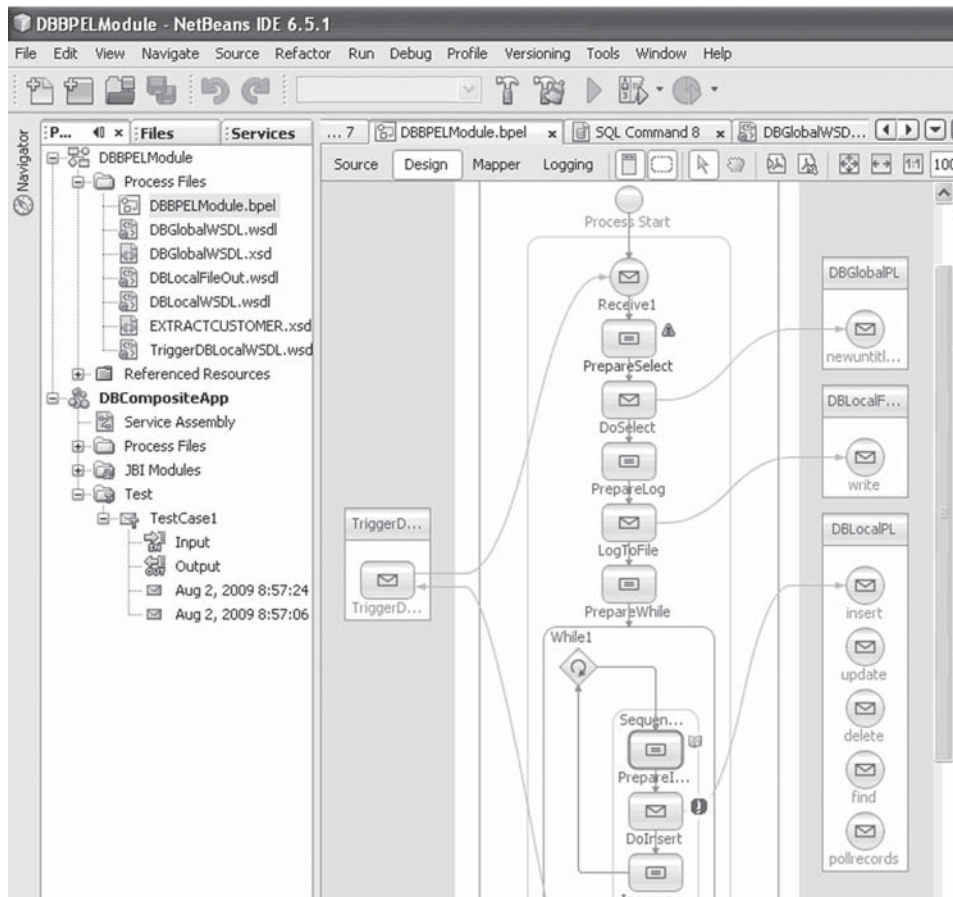 DBBPELModule - NetBeans IDE 6.5.1
File Edit View Navigate Source Refactor Run Debug Profile Versioning Tools Window Help
Navigator
P... Files Services
DBBPELModule
Process Files
DBBPELModule.bpel
DBGlobalWSDL.wsdl
DBGlobalWSDL.xsd
DBLocalFileOut.wsdl
DBLocalWSDL.wsdl
EXTRACTCUSTOMER.xsd
TriggerDBLocalWSDL.wsd
Referenced Resources
DBCompositeApp
Service Assembly
Process Files
JBI Modules
Test
TestCase1
Input
Output
Aug 2, 2009 8:57:24
Aug 2, 2009 8:57:06
... 7 DBBPELModule.bpel SQL Command 8 DBGlobalWSD...
Source Design Mapper Logging 1:1 100
Process Start
Receive1
PrepareSelect
DoSelect
PrepareLog
LogToFile
PrepareWhile
While1
Sequen...
PrepareI...
DoInsert
TriggerD...
TriggerD...
DBGlobalPL
newuntitl...
DBLocalF...
write
DBLocalPL
insert
update
delete
find
pollrecords